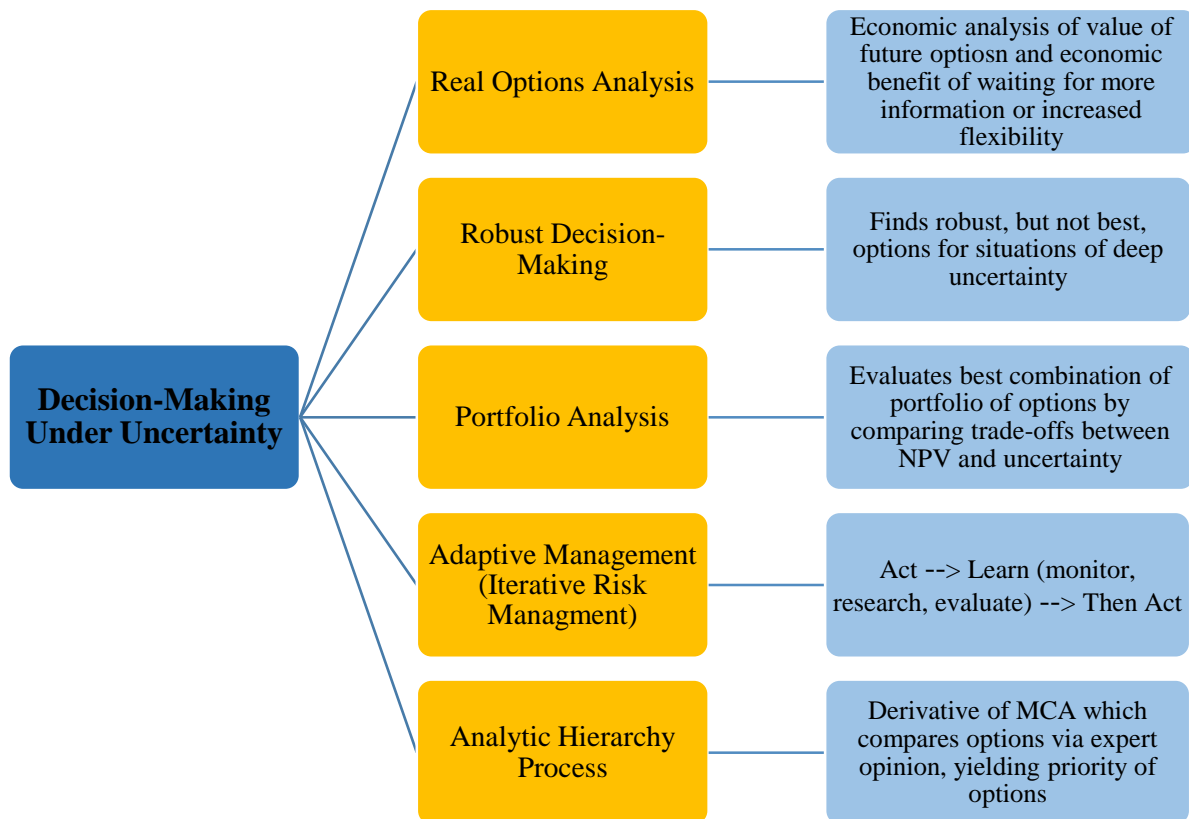 Decision-Making
Under Uncertainty
Real Options Analysis
Economic analysis of value of
future optiosn and economic
benefit of waiting for more
information or increased
flexibility
Robust Decision-
Making
Finds robust, but not best,
options for situations of deep
uncertainty
Portfolio Analysis
Evaluates best combination of
portfolio of options by
comparing trade-offs between
NPV and uncertainty
Adaptive Management
(Iterative Risk
Managment)
Act --> Learn (monitor,
research, evaluate) --> Then Act
Analytic Hierarchy
Process
Derivative of MCA which
compares options via expert
opinion, yielding priority of
options